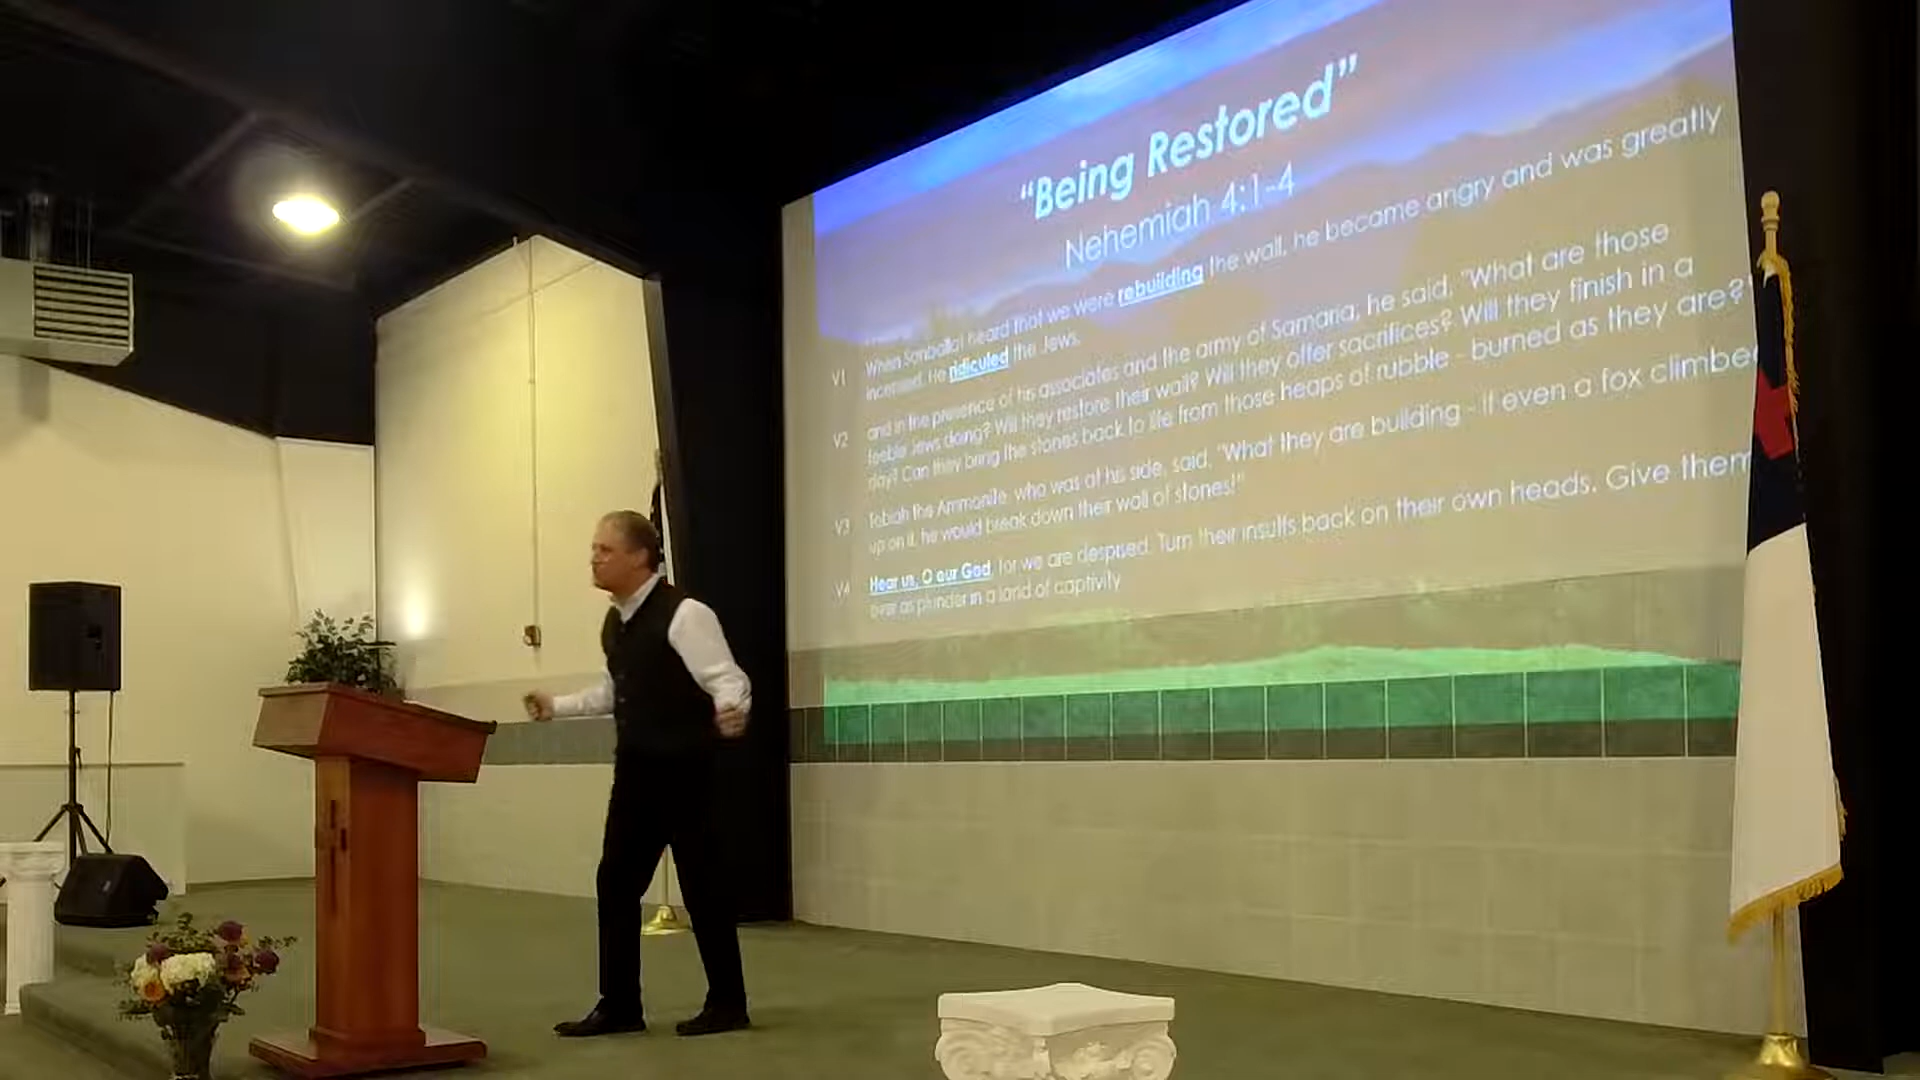 “Being Restored”
Nehemiah 4:1-4
V1 When Sanballat heard that we were rebuilding the wall, he became angry and was greatly
incensed. He ridiculed the Jews,
V2 and in the presence of his associates and the army of Samaria, he said, "What are those
feeble Jews doing? Will they restore their wall? Will they offer sacrifices? Will they finish in a
day? Can they bring the stones back to life from those heaps of rubble - burned as they are?"
V3 Tobiah the Ammonite, who was at his side, said, "What they are building - if even a fox climbed
up on it, he would break down their wall of stones!"
V4 Hear us, O our God, for we are despised. Turn their insults back on their own heads. Give them
over as plunder in a land of captivity